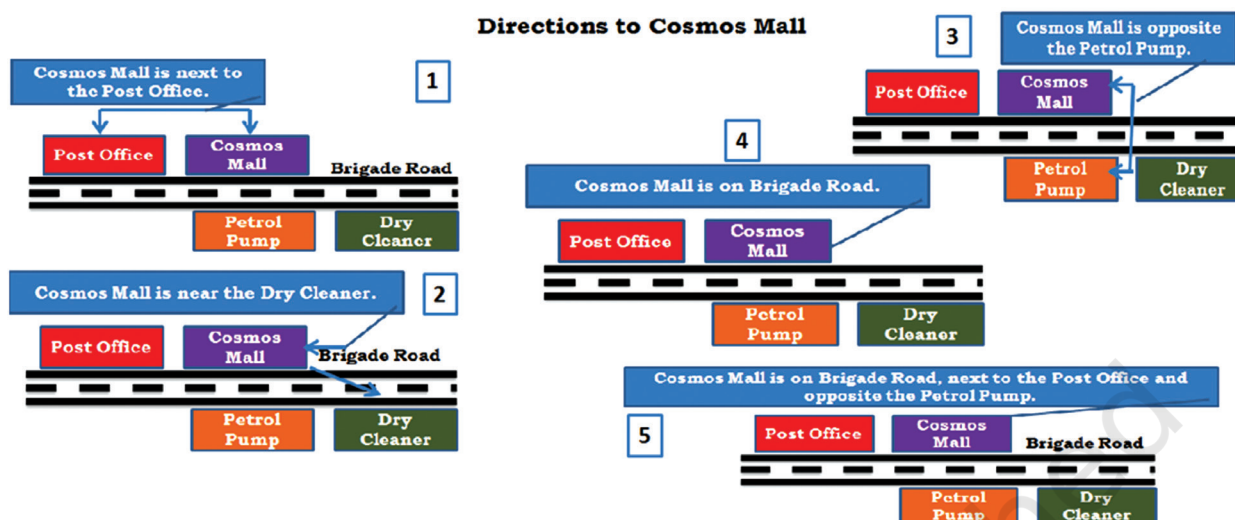 Directions to Cosmos Mall
1
Cosmos Mall is next to
the Post Office.
Post Office
Cosmos
Mall
Brigade Road
Petrol
Pump
Dry
Cleaner
2
Cosmos Mall is near the Dry Cleaner.
Post Office
Cosmos
Mall
Brigade Road
Petrol
Pump
Dry
Cleaner
3
Cosmos Mall is opposite
the Petrol Pump.
Post Office
Cosmos
Mall
Petrol
Pump
Dry
Cleaner
4
Cosmos Mall is on Brigade Road.
Post Office
Cosmos
Mall
Petrol
Pump
Dry
Cleaner
Cosmos Mall is on Brigade Road, next to the Post Office and
opposite the Petrol Pump.
5
Post Office
Cosmos
Mall
Brigade Road
Petrol
Pump
Dry
Cleaner